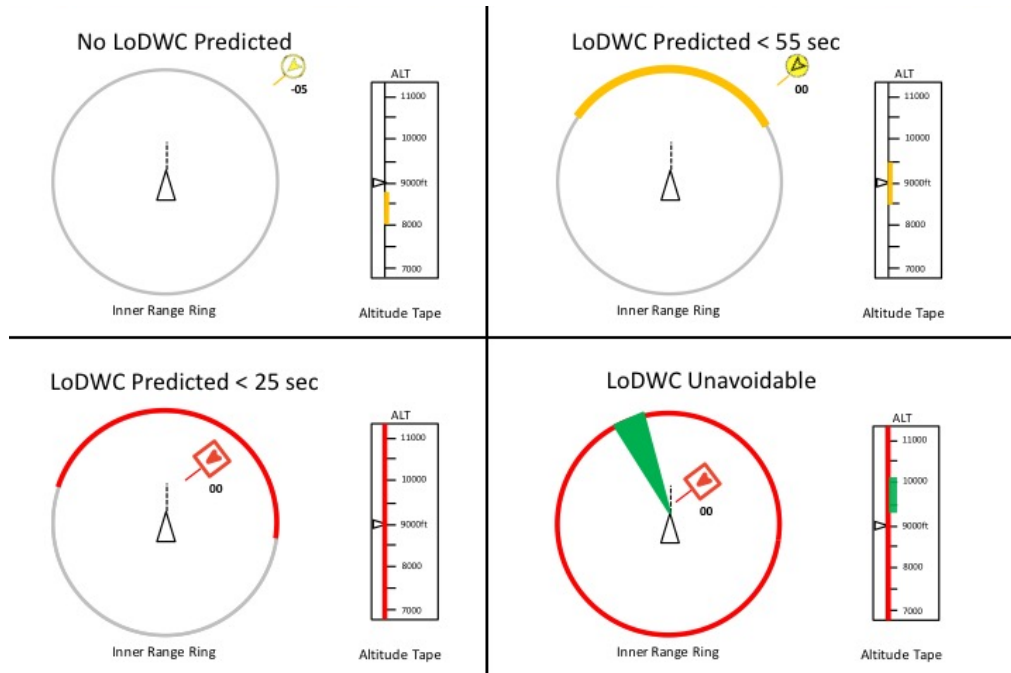 No LoDWC Predicted
-05
ALT
11000
10000
9000ft
8000
7000
Inner Range Ring
Altitude Tape
LoDWC Predicted < 55 sec
00
ALT
11000
10000
9000ft
8000
7000
Inner Range Ring
Altitude Tape
LoDWC Predicted < 25 sec
00
ALT
11000
10000
9000ft
8000
7000
Inner Range Ring
Altitude Tape
LoDWC Unavoidable
00
ALT
11000
10000
9000ft
8000
7000
Inner Range Ring
Altitude Tape